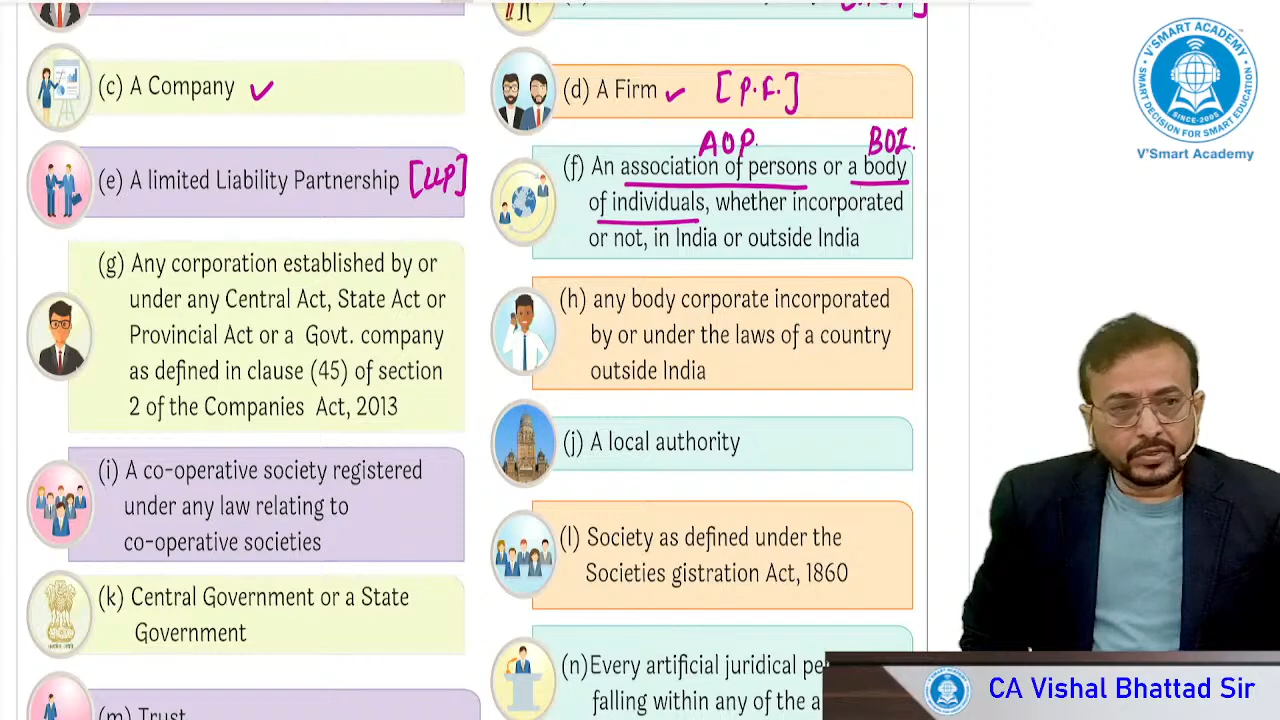 (c) A Company ✓
(d) A Firm ✓ [P.F.]
(e) A limited Liability Partnership [LLP]
AOP. BOI.
(f) An association of persons or a body
of individuals, whether incorporated
or not, in India or outside India
(g) Any corporation established by or
under any Central Act, State Act or
Provincial Act or a Govt. company
as defined in clause (45) of section
2 of the Companies Act, 2013
(h) any body corporate incorporated
by or under the laws of a country
outside India
(i) A co-operative society registered
under any law relating to
co-operative societies
(j) A local authority
(k) Central Government or a State
Government
(l) Society as defined under the
Societies gistration Act, 1860
(m) Trust
(n)Every artificial juridical pe
falling within any of the a
V'SMART ACADEMY
SMART DECISION FOR SMART EDUCATION
SINCE-2005
V'Smart Academy
CA Vishal Bhattad Sir